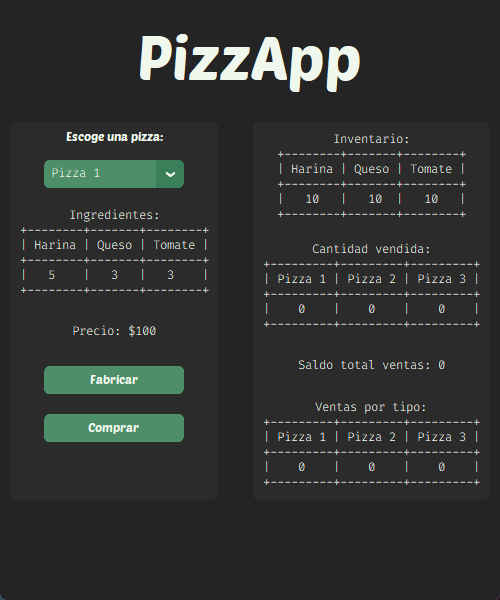 PizzApp
Escoge una pizza:
Pizza 1
Ingredientes:
+--------+-------+--------+
| Harina | Queso | Tomate |
+--------+-------+--------+
|   5    |   3   |   3    |
+--------+-------+--------+
Precio: $100
Fabricar
Comprar
Inventario:
+--------+-------+--------+
| Harina | Queso | Tomate |
+--------+-------+--------+
|   10   |   10  |   10   |
+--------+-------+--------+
Cantidad vendida:
+---------+---------+---------+
| Pizza 1 | Pizza 2 | Pizza 3 |
+---------+---------+---------+
|    0    |    0    |    0    |
+---------+---------+---------+
Saldo total ventas: 0
Ventas por tipo:
+---------+---------+---------+
| Pizza 1 | Pizza 2 | Pizza 3 |
+---------+---------+---------+
|    0    |    0    |    0    |
+---------+---------+---------+